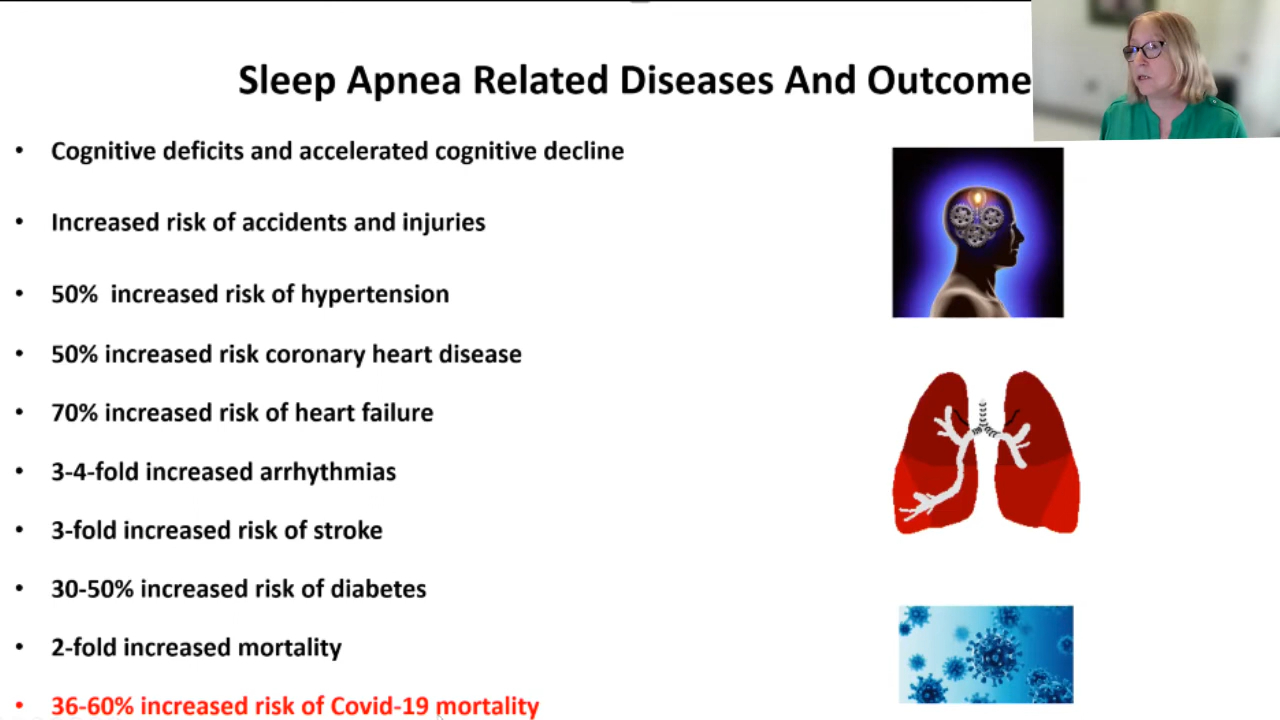 Sleep Apnea Related Diseases And Outcome
• Cognitive deficits and accelerated cognitive decline
• Increased risk of accidents and injuries
• 50%  increased risk of hypertension
• 50% increased risk coronary heart disease
• 70% increased risk of heart failure
• 3-4-fold increased arrhythmias
• 3-fold increased risk of stroke
• 30-50% increased risk of diabetes
• 2-fold increased mortality
• 36-60% increased risk of Covid-19 mortality